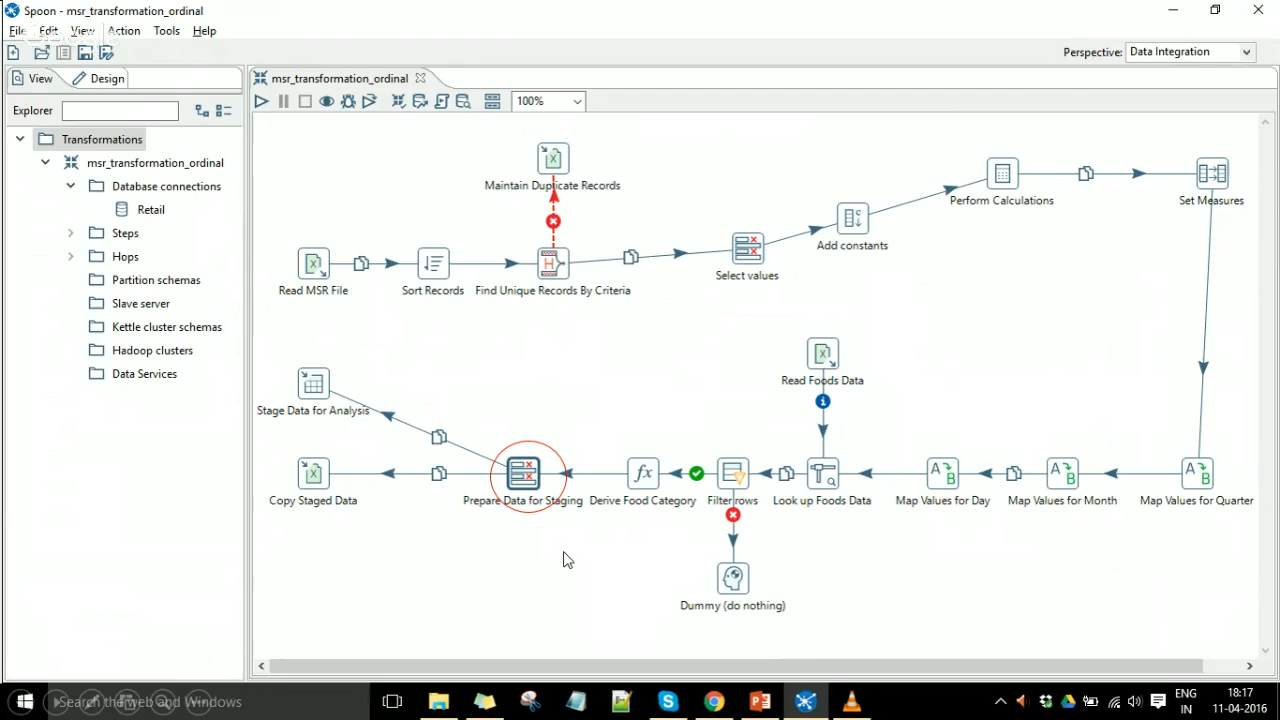 Spoon - msr_transformation_ordinal
File Edit View Action Tools Help
Perspective: Data Integration
View Design
msr_transformation_ordinal
Explorer
100%
Transformations
msr_transformation_ordinal
Database connections
Retail
Steps
Hops
Partition schemas
Slave server
Kettle cluster schemas
Hadoop clusters
Data Services
Maintain Duplicate Records
Perform Calculations
Set Measures
Add constants
Select values
Read MSR File
Sort Records
Find Unique Records By Criteria
Read Foods Data
Stage Data for Analysis
Copy Staged Data
Prepare Data for Staging
Derive Food Category
Filter rows
Look up Foods Data
Map Values for Day
Map Values for Month
Map Values for Quarter
Dummy (do nothing)
Search the web and Windows
ENG
IN
18:17
11-04-2016